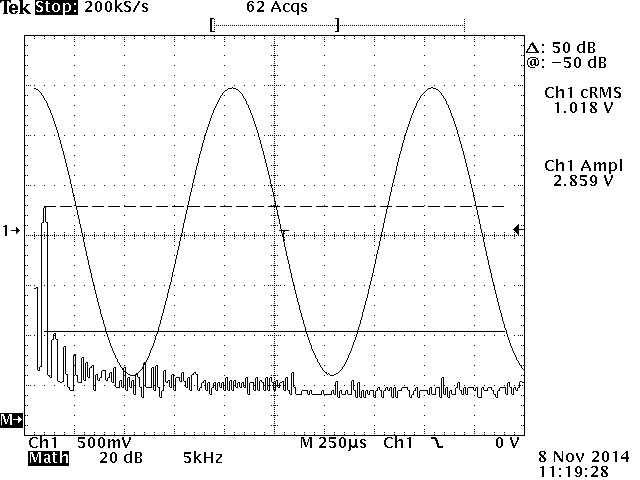 Tek Stop: 200kS/s 62 Acqs
Δ: 50 dB
@: −50 dB
Ch1 cRMS
1.018 V
Ch1 Ampl
2.859 V
1→
T
M→
Ch1 500mV M 250µs Ch1 0 V
Math 20 dB 5kHz
8 Nov 2014
11:19:28